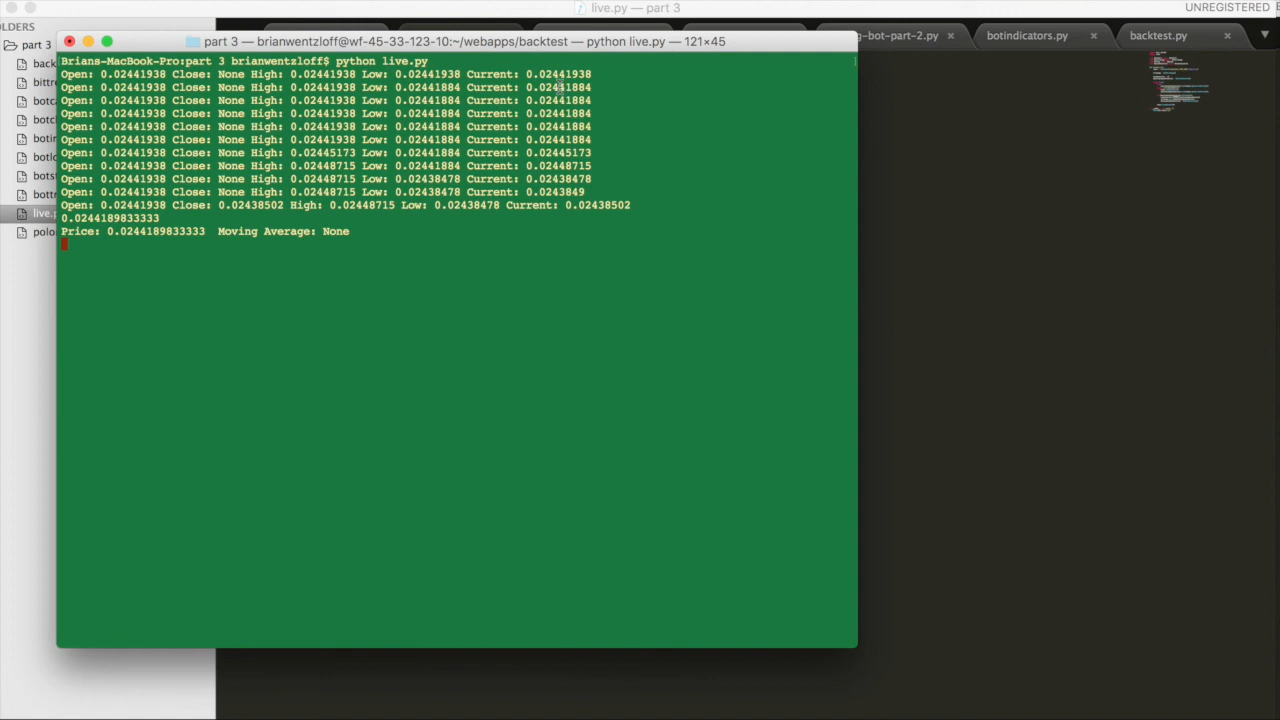 live.py — part 3
UNREGISTERED
OLDERS
part 3
part 3 — brianwentzloff@wf-45-33-123-10:~/webapps/backtest — python live.py — 121×45
g-bot-part-2.py ×
botindicators.py ×
backtest.py ×
back
bittre
botc
botch
botin
botlo
botst
bottr
live.p
polo
Brians-MacBook-Pro:part 3 brianwentzloff$ python live.py
Open: 0.02441938 Close: None High: 0.02441938 Low: 0.02441938 Current: 0.02441938
Open: 0.02441938 Close: None High: 0.02441938 Low: 0.02441884 Current: 0.02441884
Open: 0.02441938 Close: None High: 0.02441938 Low: 0.02441884 Current: 0.02441884
Open: 0.02441938 Close: None High: 0.02441938 Low: 0.02441884 Current: 0.02441884
Open: 0.02441938 Close: None High: 0.02441938 Low: 0.02441884 Current: 0.02441884
Open: 0.02441938 Close: None High: 0.02441938 Low: 0.02441884 Current: 0.02441884
Open: 0.02441938 Close: None High: 0.02445173 Low: 0.02441884 Current: 0.02445173
Open: 0.02441938 Close: None High: 0.02448715 Low: 0.02441884 Current: 0.02448715
Open: 0.02441938 Close: None High: 0.02448715 Low: 0.02438478 Current: 0.02438478
Open: 0.02441938 Close: None High: 0.02448715 Low: 0.02438478 Current: 0.0243849
Open: 0.02441938 Close: 0.02438502 High: 0.02448715 Low: 0.02438478 Current: 0.02438502
0.0244189833333
Price: 0.0244189833333 Moving Average: None